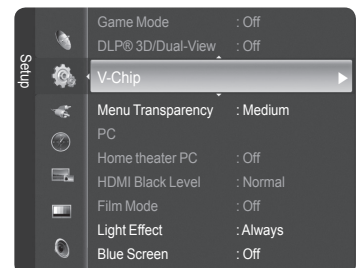 Setup
Game Mode : Off
DLP® 3D/Dual-View : Off
V-Chip
Menu Transparency : Medium
PC
Home theater PC : Off
HDMI Black Level : Normal
Film Mode : Off
Light Effect : Always
Blue Screen : Off